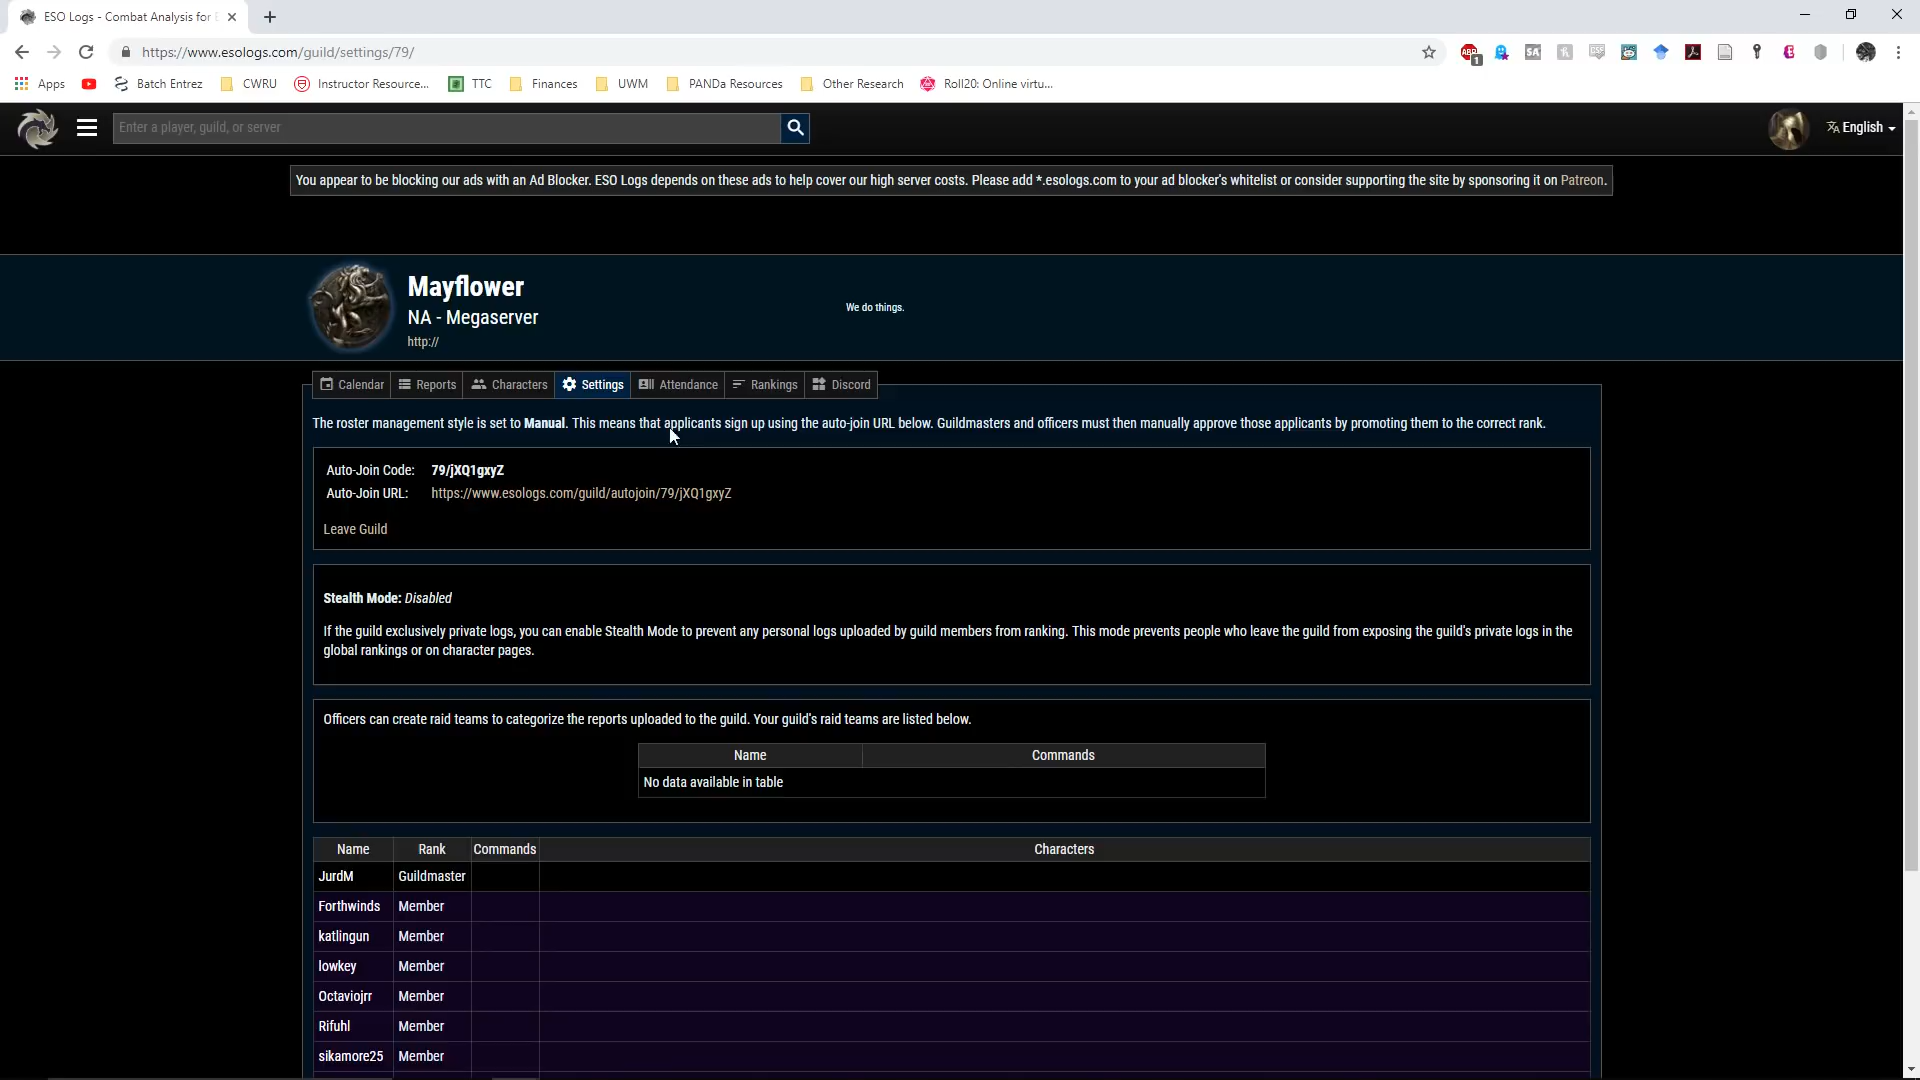 ESO Logs - Combat Analysis for E
https://www.esologs.com/guild/settings/79/
Apps
Batch Entrez
CWRU
Instructor Resource...
TTC
Finances
UWM
PANDa Resources
Other Research
Roll20: Online virtu...
Enter a player, guild, or server
English
You appear to be blocking our ads with an Ad Blocker. ESO Logs depends on these ads to help cover our high server costs. Please add *.esologs.com to your ad blocker's whitelist or consider supporting the site by sponsoring it on Patreon.
Mayflower
NA - Megaserver
http://
We do things.
Calendar Reports Characters Settings Attendance Rankings Discord
The roster management style is set to Manual. This means that applicants sign up using the auto-join URL below. Guildmasters and officers must then manually approve those applicants by promoting them to the correct rank.
Auto-Join Code: 79/jXQ1gxyZ
Auto-Join URL: https://www.esologs.com/guild/autojoin/79/jXQ1gxyZ
Leave Guild
Stealth Mode: Disabled
If the guild exclusively private logs, you can enable Stealth Mode to prevent any personal logs uploaded by guild members from ranking. This mode prevents people who leave the guild from exposing the guild's private logs in the
global rankings or on character pages.
Officers can create raid teams to categorize the reports uploaded to the guild. Your guild's raid teams are listed below.
Name Commands
No data available in table
Name Rank Commands Characters
JurdM Guildmaster
Forthwinds Member
katlingun Member
lowkey Member
Octaviojrr Member
Rifuhl Member
sikamore25 Member